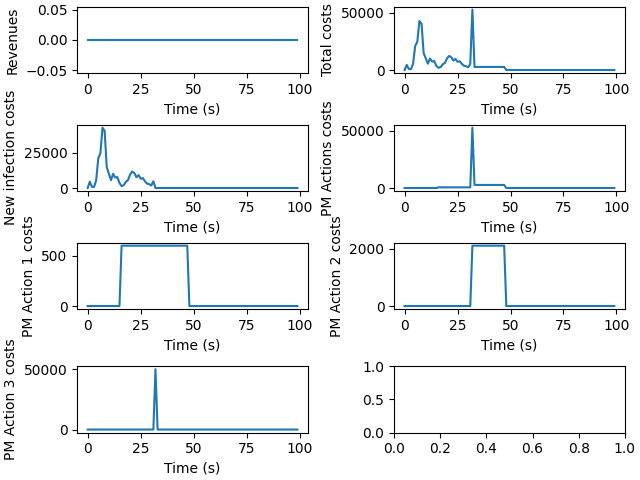 Revenues
0.05
0.00
−0.05
0 25 50 75 100
Time (s)
Total costs
50000
0
0 25 50 75 100
Time (s)
New infection costs
25000
0
0 25 50 75 100
Time (s)
PM Actions costs
50000
0
0 25 50 75 100
Time (s)
PM Action 1 costs
500
0
0 25 50 75 100
Time (s)
PM Action 2 costs
2000
0
0 25 50 75 100
Time (s)
PM Action 3 costs
50000
0
0 25 50 75 100
Time (s)
1.0
0.5
0.0
0.0 0.2 0.4 0.6 0.8 1.0